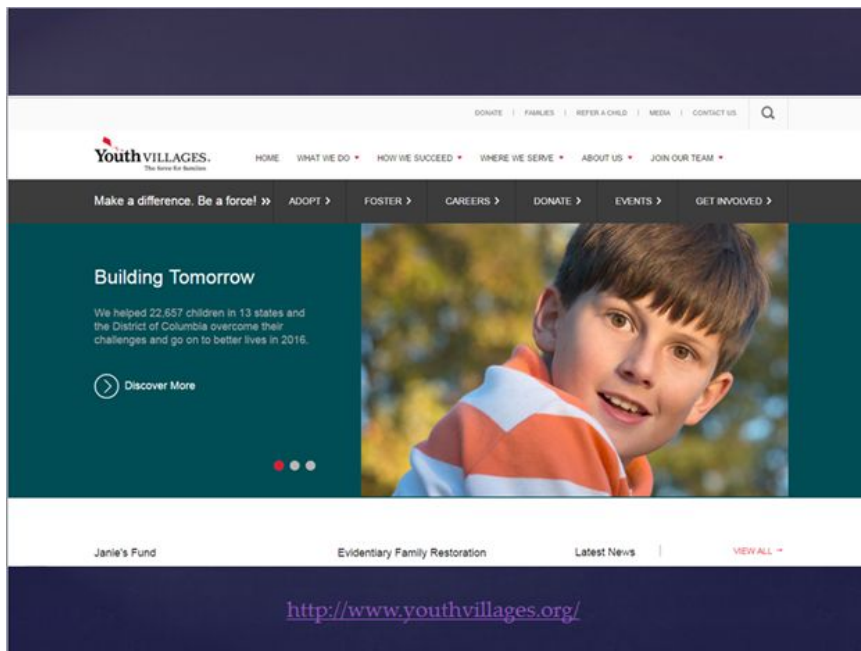 DONATE | FAMILIES | REFER A CHILD | MEDIA | CONTACT US
Youth VILLAGES.
The force for families
HOME WHAT WE DO HOW WE SUCCEED WHERE WE SERVE ABOUT US JOIN OUR TEAM
Make a difference. Be a force! » ADOPT > FOSTER > CAREERS > DONATE > EVENTS > GET INVOLVED >
Building Tomorrow
We helped 22,657 children in 13 states and
the District of Columbia overcome their
challenges and go on to better lives in 2016.
Discover More
Janie's Fund Evidentiary Family Restoration Latest News | VIEW ALL →
http://www.youthvillages.org/